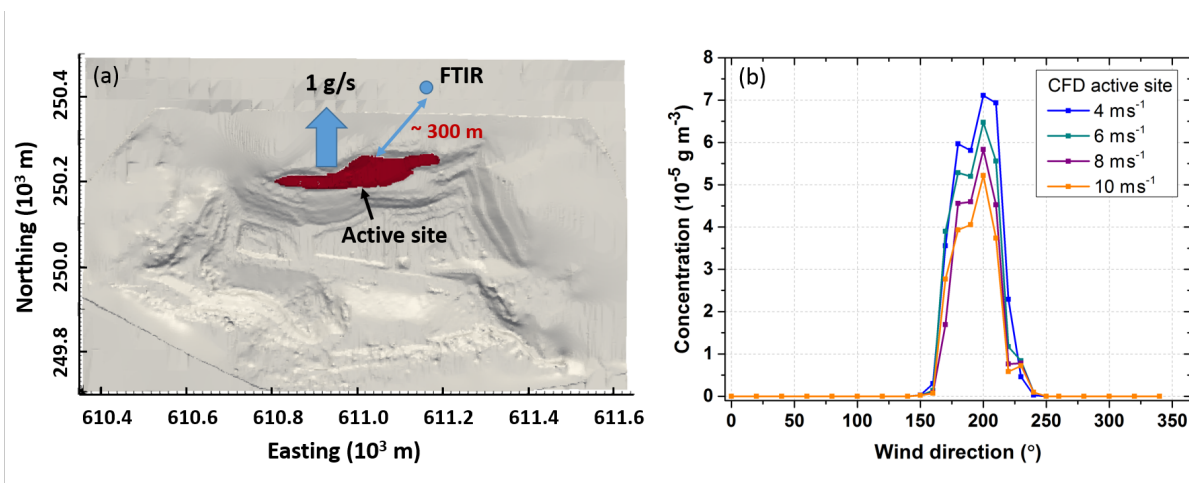 (a)
1 g/s
FTIR
~ 300 m
Active site
Northing (10³ m)
250.4
250.2
250.0
249.8
610.4 610.6 610.8 611.0 611.2 611.4 611.6
Easting (10³ m)
(b)
CFD active site
4 ms⁻¹
6 ms⁻¹
8 ms⁻¹
10 ms⁻¹
Concentration (10⁻⁵ g m⁻³)
8
7
6
5
4
3
2
1
0
0 50 100 150 200 250 300 350
Wind direction (°)